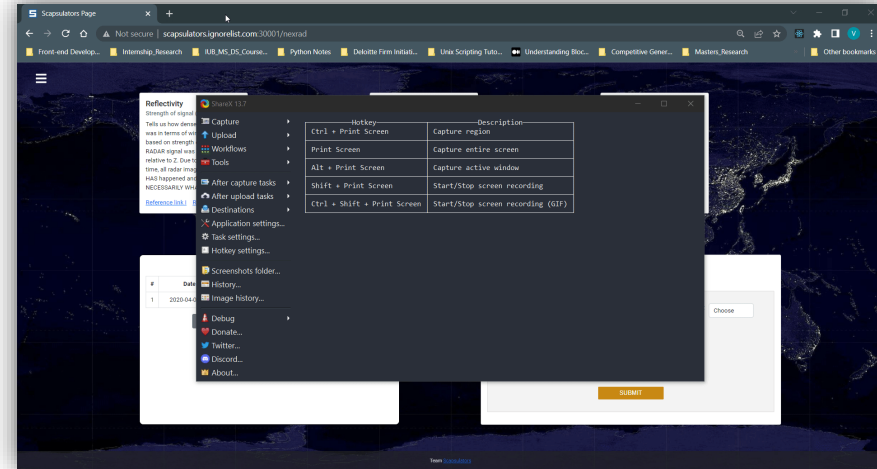 Scapsulators Page
Not secure | scapsulators.ignorelist.com:30001/nexrad
Front-end Develop...
Internship_Research
IUB_MS_DS_Course...
Python Notes
Deloitte Firm Initiati...
Unix Scripting Tuto...
Understanding Bloc...
Competitive Gener...
Masters_Research
Other bookmarks
Reflectivity
Strength of signal
Tells us how dense
was in terms of
based on strength
RADAR signal was
relative to Z. Due to
time, all radar imag
HAS happened and
NECESSARILY WHA
Reference link.)
ShareX 13.7
Capture
Upload
Workflows
Tools
After capture tasks
After upload tasks
Destinations
Application settings...
Task settings...
Hotkey settings...
Screenshots folder...
History...
Image history...
Debug
Donate...
Twitter...
Discord...
About...
Hotkey Description
Ctrl + Print Screen Capture region
Print Screen Capture entire screen
Alt + Print Screen Capture active window
Shift + Print Screen Start/Stop screen recording
Ctrl + Shift + Print Screen Start/Stop screen recording (GIF)
# Date
1 2020-04-0
Choose
SUBMIT
Team Scapsulators